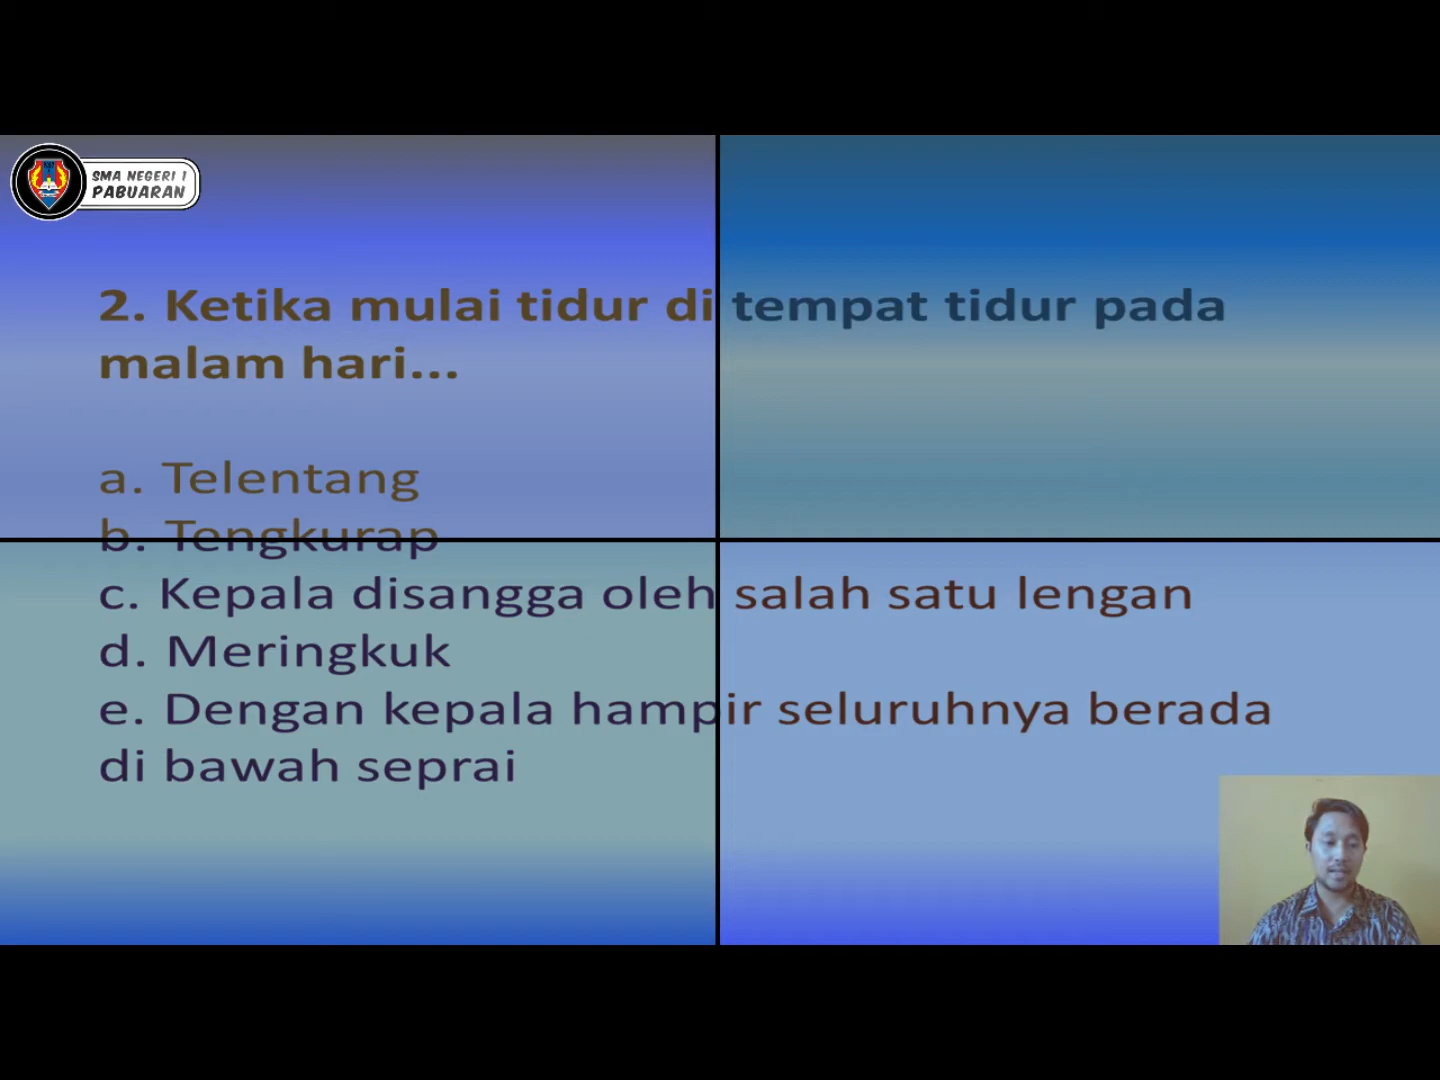 SMA NEGERI 1
PABUARAN
2. Ketika mulai tidur di tempat tidur pada
malam hari...
a. Telentang
b. Tengkurap
c. Kepala disangga oleh salah satu lengan
d. Meringkuk
e. Dengan kepala hampir seluruhnya berada
di bawah seprai